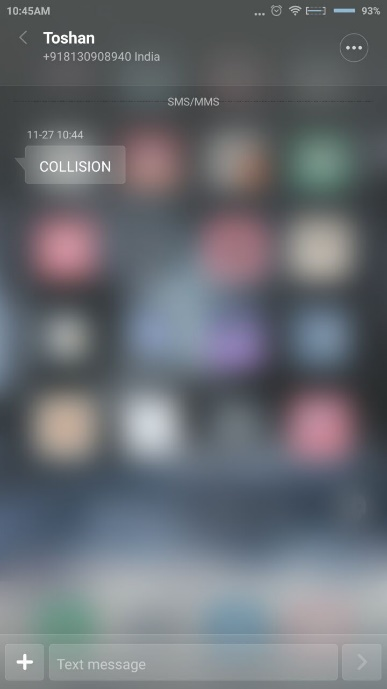 10:45AM
... 93%
Toshan
+918130908940 India
SMS/MMS
11-27 10:44
COLLISION
Text message